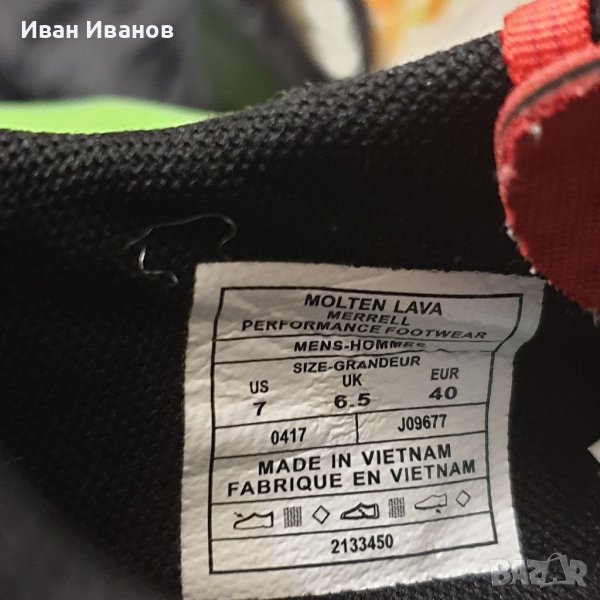 Иван Иванов
MOLTEN LAVA
MERRELL
PERFORMANCE FOOTWEAR
MENS-HOMMES
SIZE-GRANDEUR
US UK EUR
7 6.5 40
0417 J09677
MADE IN VIETNAM
FABRIQUE EN VIETNAM
2133450
BAZAR